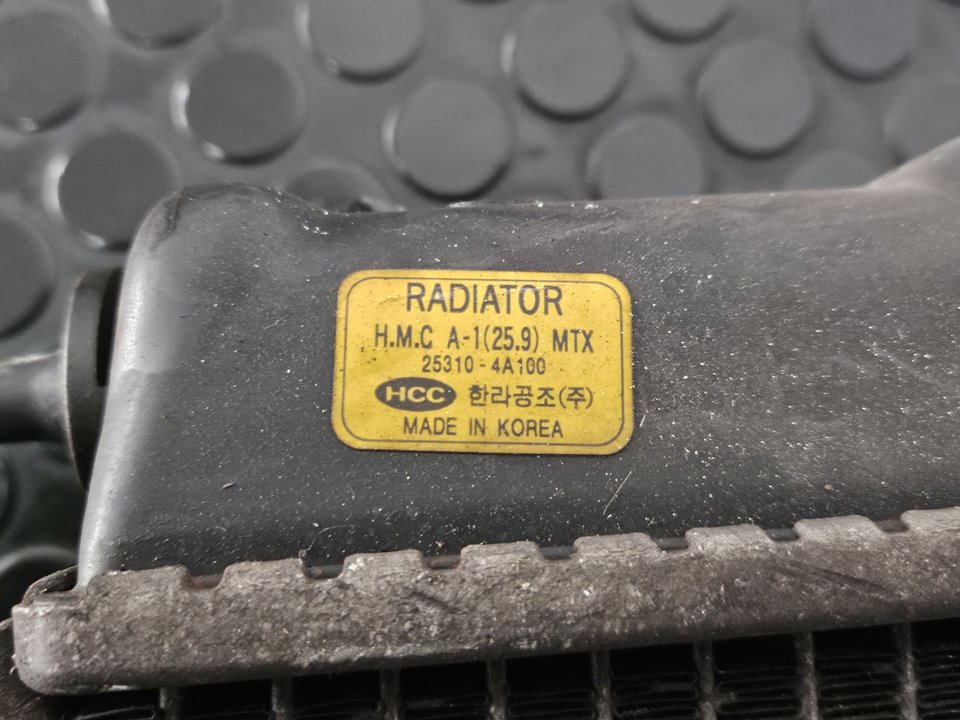 RADIATOR
H.M.C A-1(25.9) MTX
25310-4A100
HCC 한라공조(주)
MADE IN KOREA